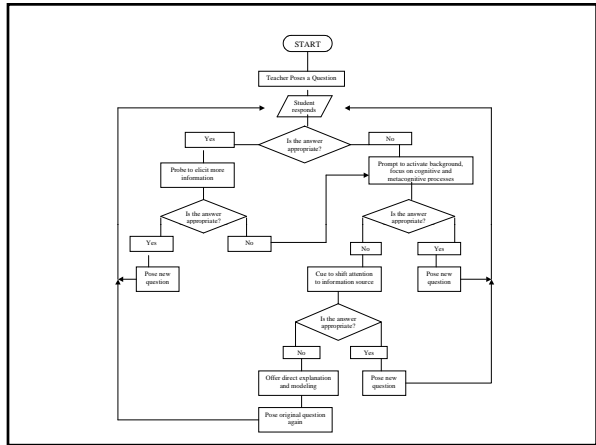 START
Teacher Poses a Question
Student
responds
Is the answer
appropriate?
Yes
No
Probe to elicit more
information
Prompt to activate background,
focus on cognitive and
metacognitive processes
Is the answer
appropriate?
Is the answer
appropriate?
Yes
No
No
Yes
Pose new
question
Cue to shift attention
to information source
Pose new
question
Is the answer
appropriate?
No
Yes
Offer direct explanation
and modeling
Pose new
question
Pose original question
again